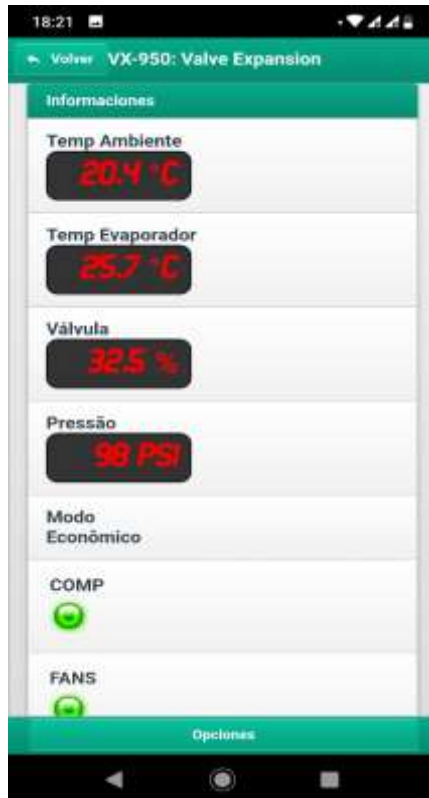 18:21
Volver VX-950: Valve Expansion
Informaciones
Temp Ambiente
20.4 °C
Temp Evaporador
25.7 °C
Válvula
32.5 %
Pressão
98 PSI
Modo
Econômico
COMP
FANS
Opciones